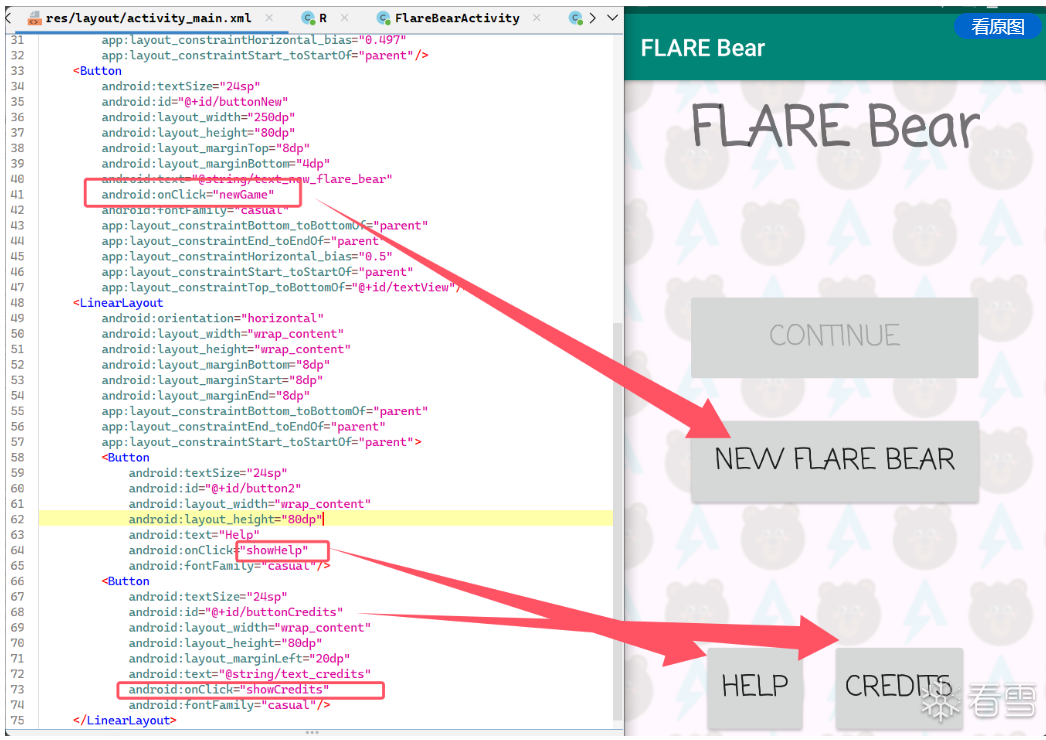 res/layout/activity_main.xml × R × FlareBearActivity ×
31 app:layout_constraintHorizontal_bias="0.497"
32 app:layout_constraintStart_toStartOf="parent"/>
33 <Button
34 android:textSize="24sp"
35 android:id="@+id/buttonNew"
36 android:layout_width="250dp"
37 android:layout_height="80dp"
38 android:layout_marginTop="8dp"
39 android:layout_marginBottom="4dp"
40 android:text="@string/text_new_flare_bear"
41 android:onClick="newGame"
42 android:fontFamily="casual"
43 app:layout_constraintBottom_toBottomOf="parent"
44 app:layout_constraintEnd_toEndOf="parent"
45 app:layout_constraintHorizontal_bias="0.5"
46 app:layout_constraintStart_toStartOf="parent"
47 app:layout_constraintTop_toBottomOf="@+id/textView"/
48 <LinearLayout
49 android:orientation="horizontal"
50 android:layout_width="wrap_content"
51 android:layout_height="wrap_content"
52 android:layout_marginBottom="8dp"
53 android:layout_marginStart="8dp"
54 android:layout_marginEnd="8dp"
55 app:layout_constraintBottom_toBottomOf="parent"
56 app:layout_constraintEnd_toEndOf="parent"
57 app:layout_constraintStart_toStartOf="parent">
58 <Button
59 android:textSize="24sp"
60 android:id="@+id/button2"
61 android:layout_width="wrap_content"
62 android:layout_height="80dp"
63 android:text="Help"
64 android:onClick="showHelp"
65 android:fontFamily="casual"/>
66 <Button
67 android:textSize="24sp"
68 android:id="@+id/buttonCredits"
69 android:layout_width="wrap_content"
70 android:layout_height="80dp"
71 android:layout_marginLeft="20dp"
72 android:text="@string/text_credits"
73 android:onClick="showCredits"
74 android:fontFamily="casual"/>
75 </LinearLayout>
看原图
FLARE Bear
FLARE Bear
CONTINUE
NEW FLARE BEAR
HELP CREDITS
看雪